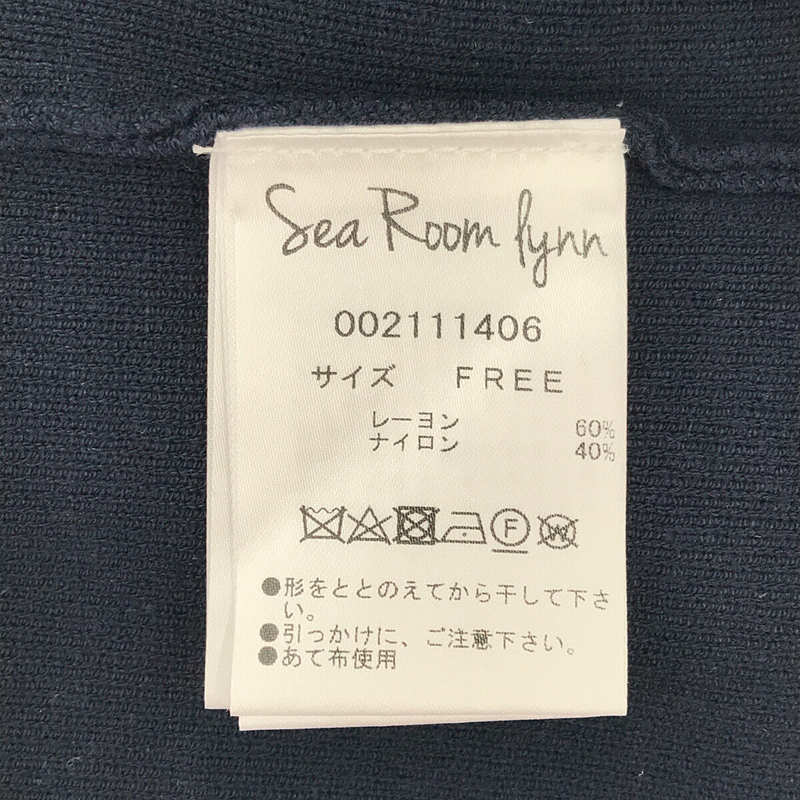 Sea Room lynn
002111406
サイズ FREE
レーヨン 60%
ナイロン 40%
F W
●形をととのえてから干して下さ
い。
●引っかけに、ご注意下さい。
●あて布使用